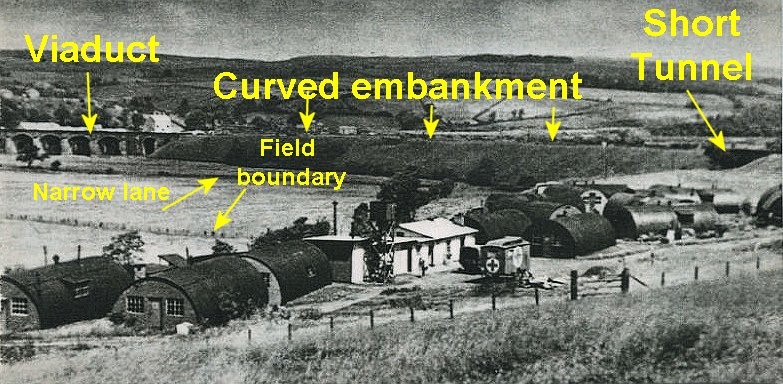 Viaduct
Short
Tunnel
Curved embankment
Field
boundary
Narrow lane